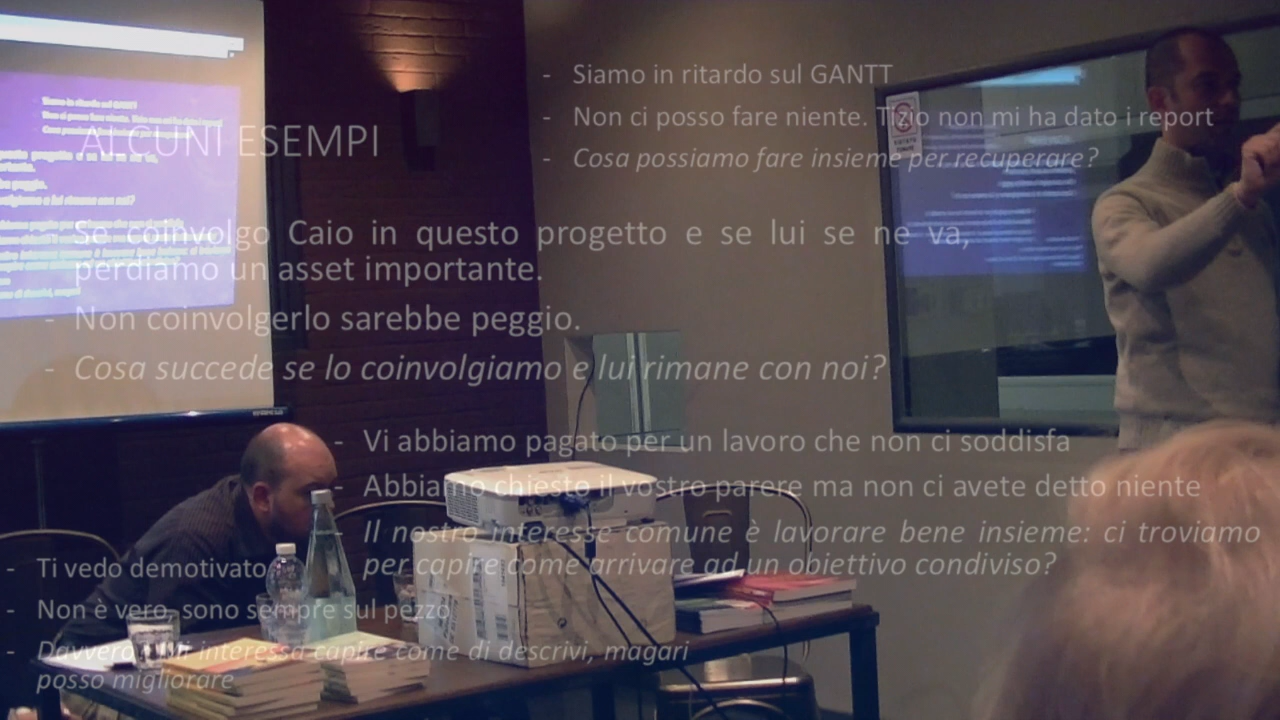 ALCUNI ESEMPI
- Siamo in ritardo sul GANTT
- Non ci posso fare niente. Tizio non mi ha dato i report
- Cosa possiamo fare insieme per recuperare?
Se coinvolgo Caio in questo progetto e se lui se ne va,
perdiamo un asset importante.
- Non coinvolgerlo sarebbe peggio.
- Cosa succede se lo coinvolgiamo e lui rimane con noi?
- Vi abbiamo pagato per un lavoro che non ci soddisfa
- Abbiamo chiesto il vostro parere ma non ci avete detto niente
- Il nostro interesse comune è lavorare bene insieme: ci troviamo
per capire come arrivare ad un obiettivo condiviso?
- Ti vedo demotivato
- Non è vero, sono sempre sul pezzo
- Davvero? Mi interessa capire come di descrivi, magari
posso migliorare